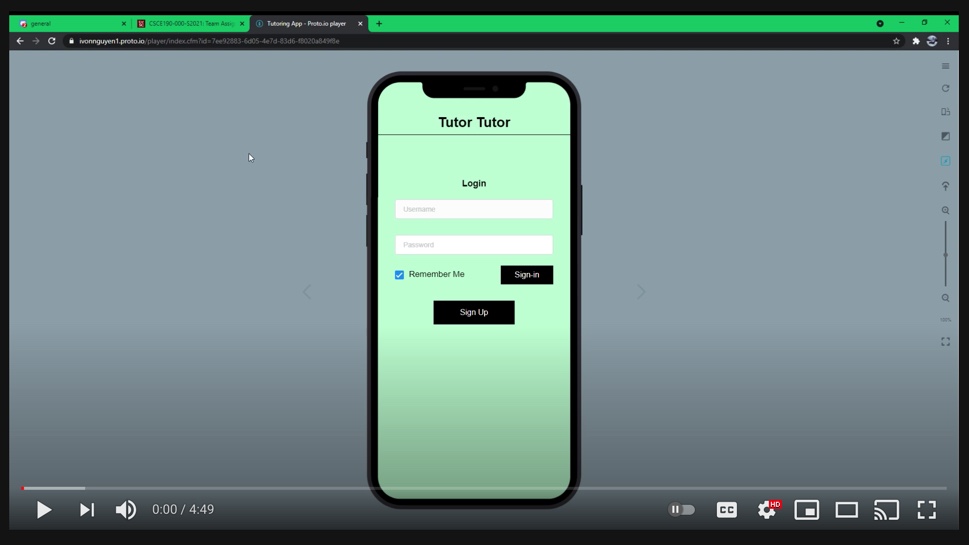 general
CSCE190-000-S2021: Team Assig
Tutoring App - Proto.io player
ivonnguyen1.proto.io/player/index.cfm?id=7ee92883-6d05-4e7d-83d6-f8020a849f8e
Tutor Tutor
Login
Username
Password
Remember Me
Sign-in
Sign Up
100%
0:00 / 4:49
CC
HD